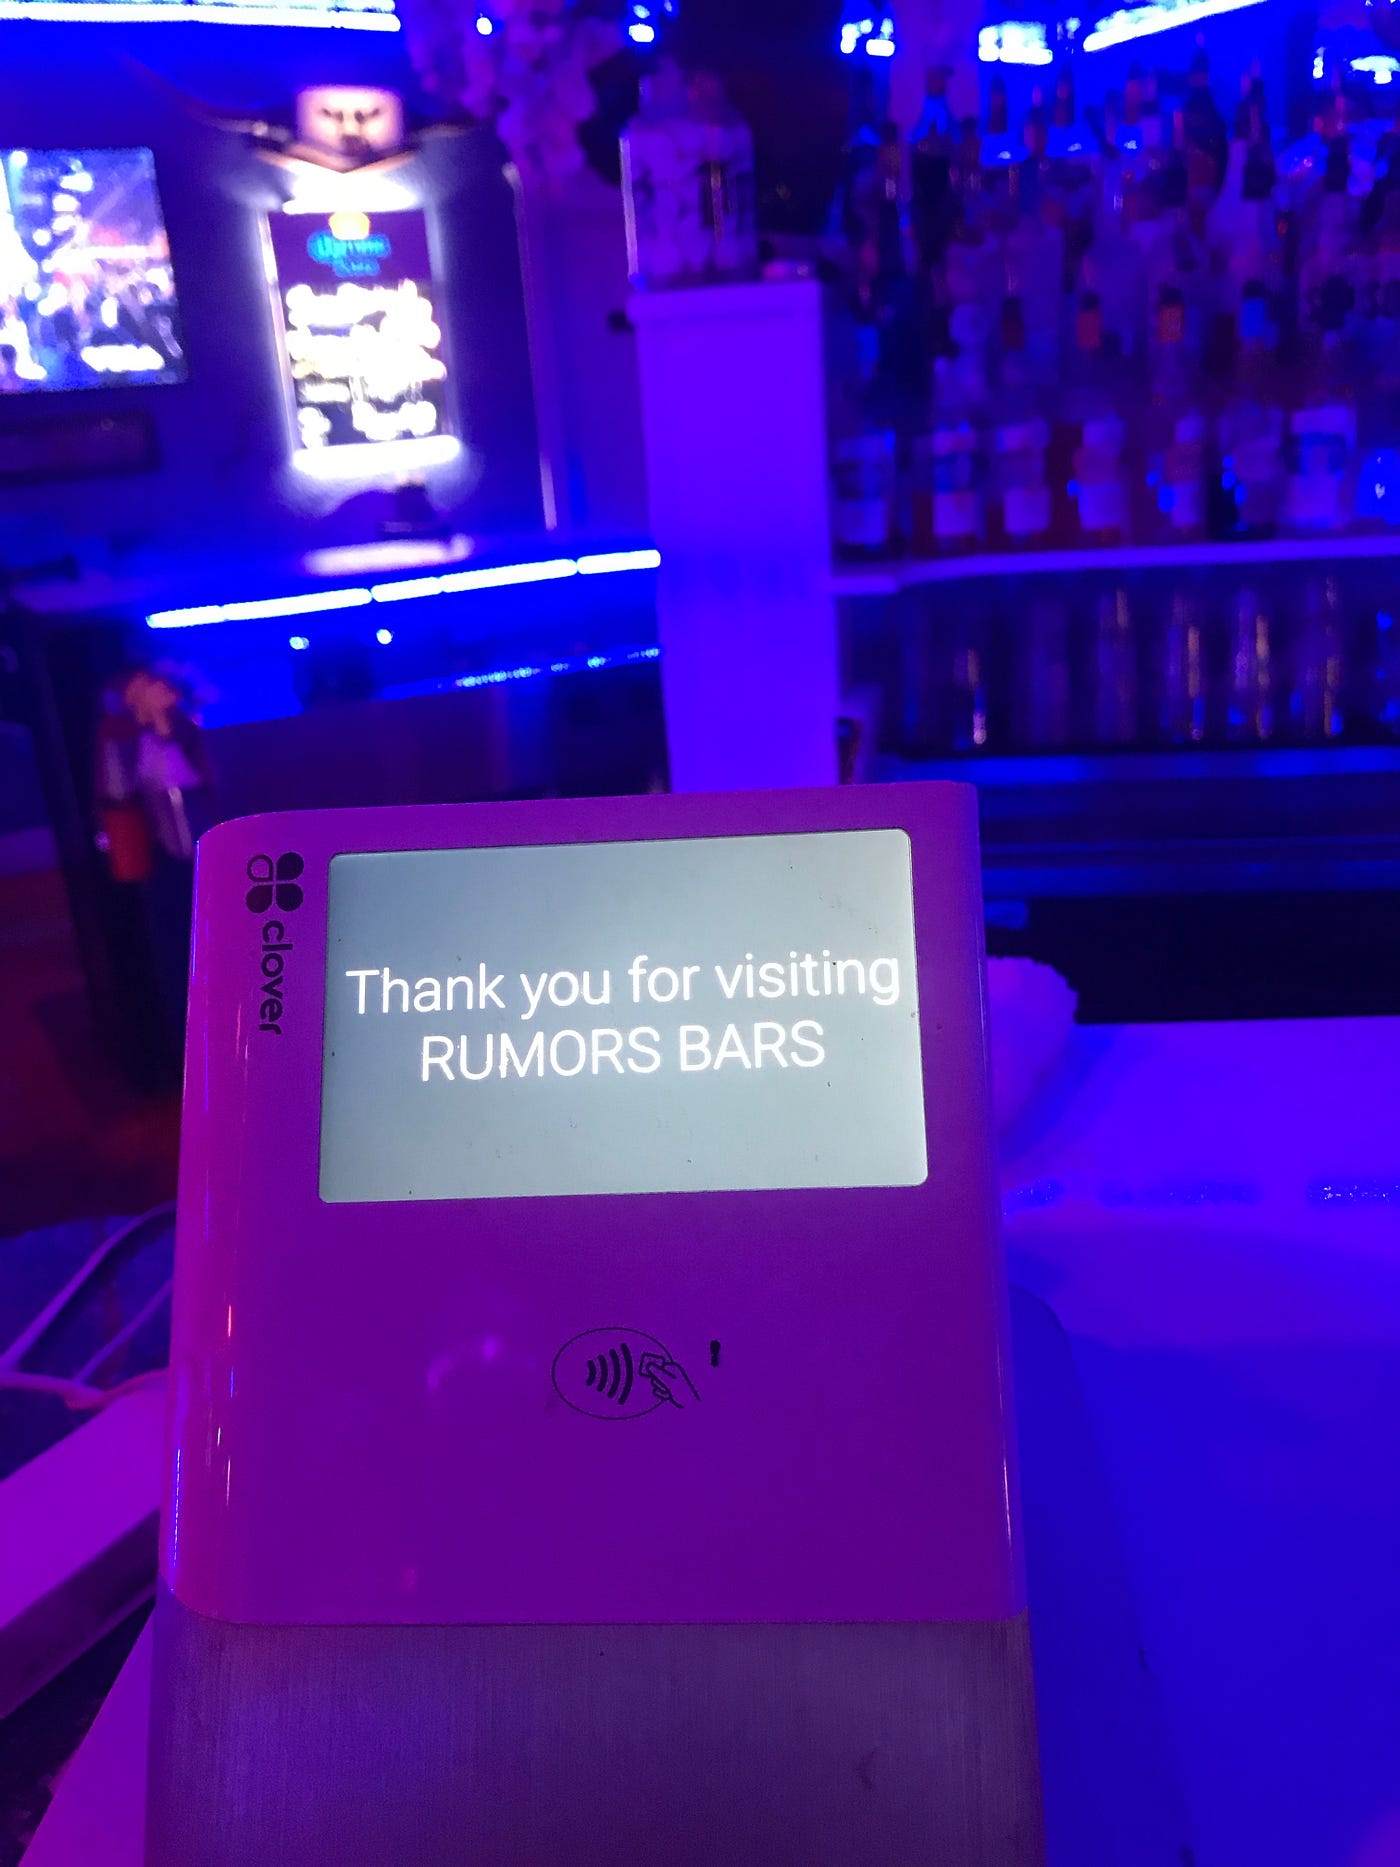 clover
Thank you for visiting
RUMORS BARS